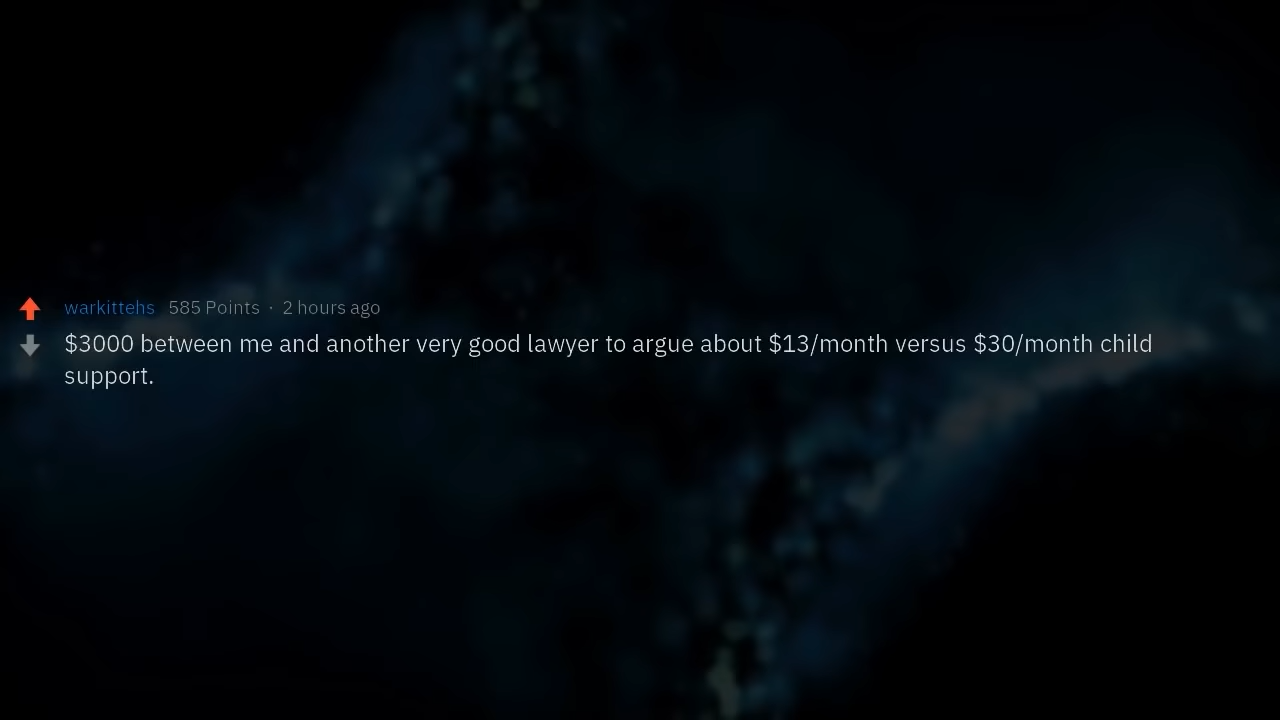 warkittehs 585 Points · 2 hours ago
$3000 between me and another very good lawyer to argue about $13/month versus $30/month child
support.